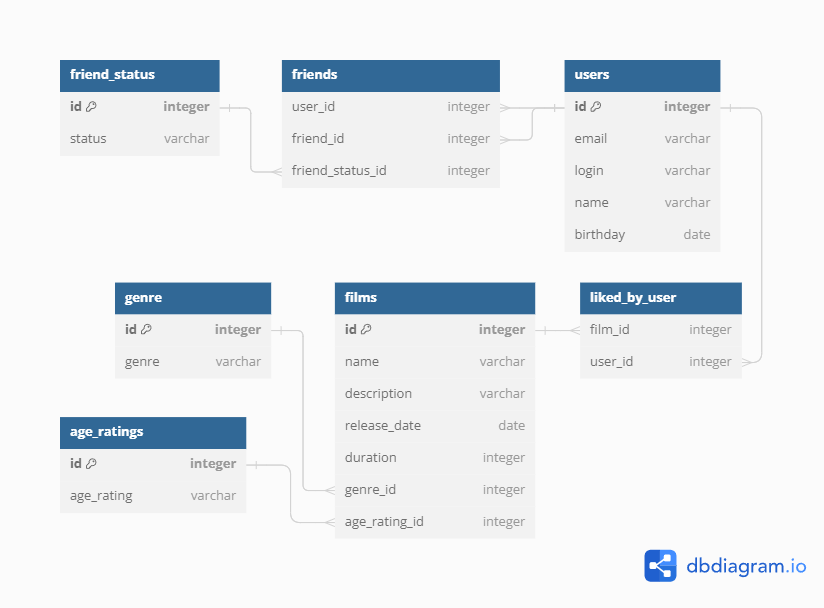 friend_status
id integer
status varchar
friends
user_id integer
friend_id integer
friend_status_id integer
users
id integer
email varchar
login varchar
name varchar
birthday date
genre
id integer
genre varchar
films
id integer
name varchar
description varchar
release_date date
duration integer
genre_id integer
age_rating_id integer
liked_by_user
film_id integer
user_id integer
age_ratings
id integer
age_rating varchar
dbdiagram.io